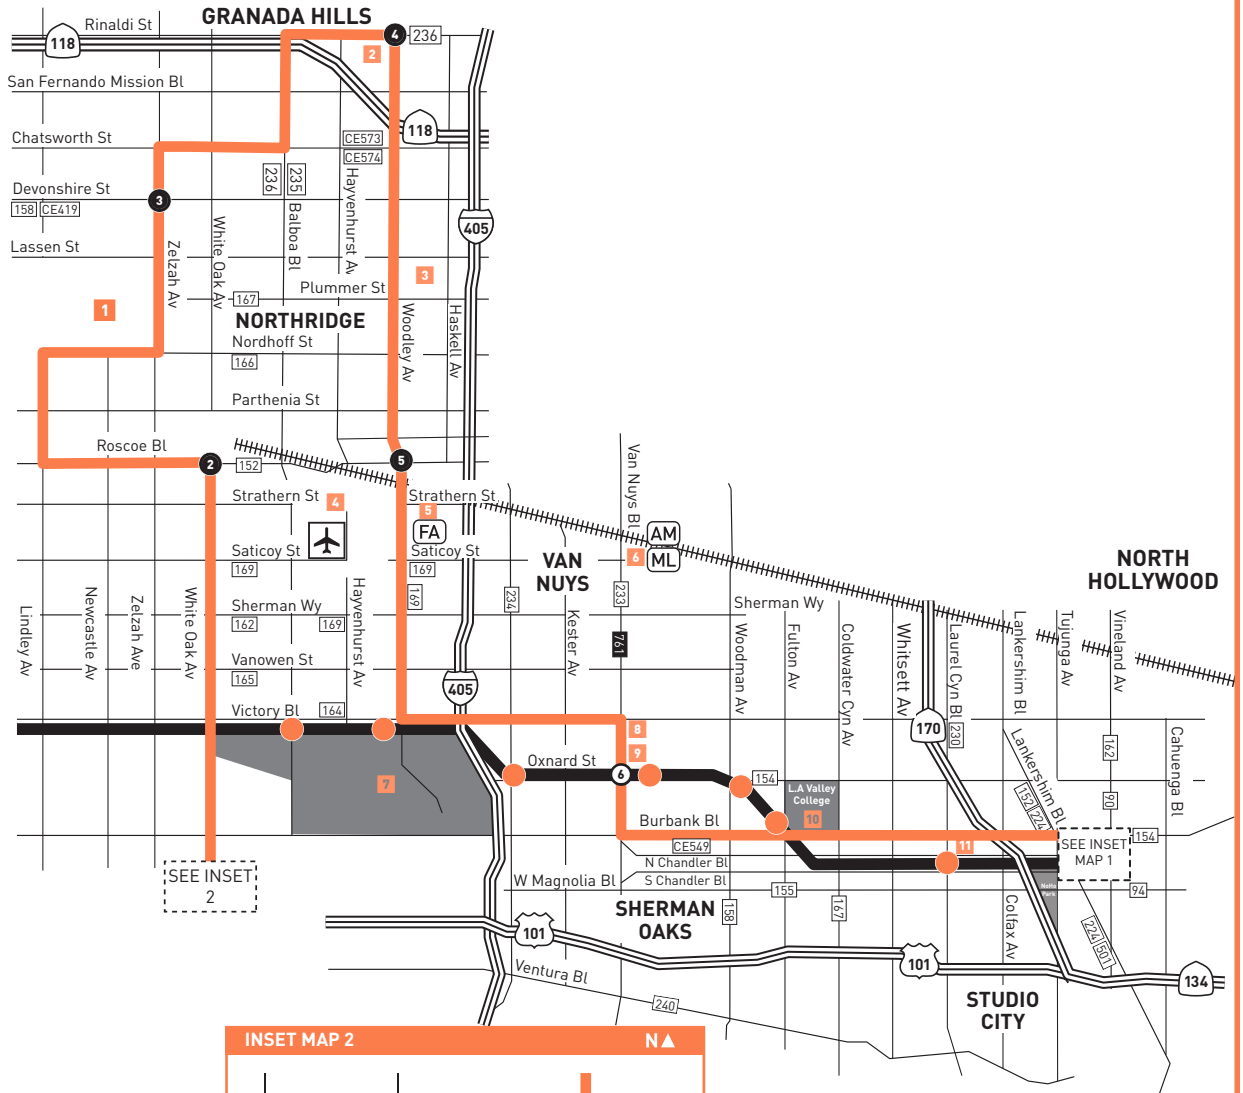 GRANADA HILLS
Rinaldi St
118
4
236
2
San Fernando Mission Bl
118
Chatsworth St
CE573
CE574
236
235
Devonshire St
158
CE419
3
Balboa Bl
Hayvenhurst Av
405
White Oak Av
Lassen St
Zelzah Av
3
Plummer St
167
1
Woodley Av
Haskell Av
NORTHRIDGE
Nordhoff St
166
Parthenia St
Roscoe Bl
2
152
5
Van Nuys Bl
Strathern St
4
Strathern St
5
FA
AM
ML
6
Saticoy St
169
Saticoy St
169
VAN
NUYS
NORTH
HOLLYWOOD
Lindley Av
Newcastle Av
Zelzah Ave
White Oak Av
Sherman Wy
162
169
Hayvenhurst Av
169
234
Kester Av
233
761
Sherman Wy
Woodman Av
Fulton Av
Coldwater Cyn Av
Whitsett Av
Laurel Cyn Bl
230
Lankershim Bl
Tujunga Av
Vineland Av
Vanowen St
165
405
Victory Bl
164
170
8
9
162
Cahuenga Bl
Lankershim Bl
152
224
90
Oxnard St
6
154
7
L.A Valley
College
10
Burbank Bl
CE549
N Chandler Bl
11
SEE INSET
MAP 1
154
SEE INSET
2
W Magnolia Bl
S Chandler Bl
155
NoHo
Park
94
SHERMAN
OAKS
158
167
Colfax Av
224
501
101
101
134
Ventura Bl
240
STUDIO
CITY
INSET MAP 2
N